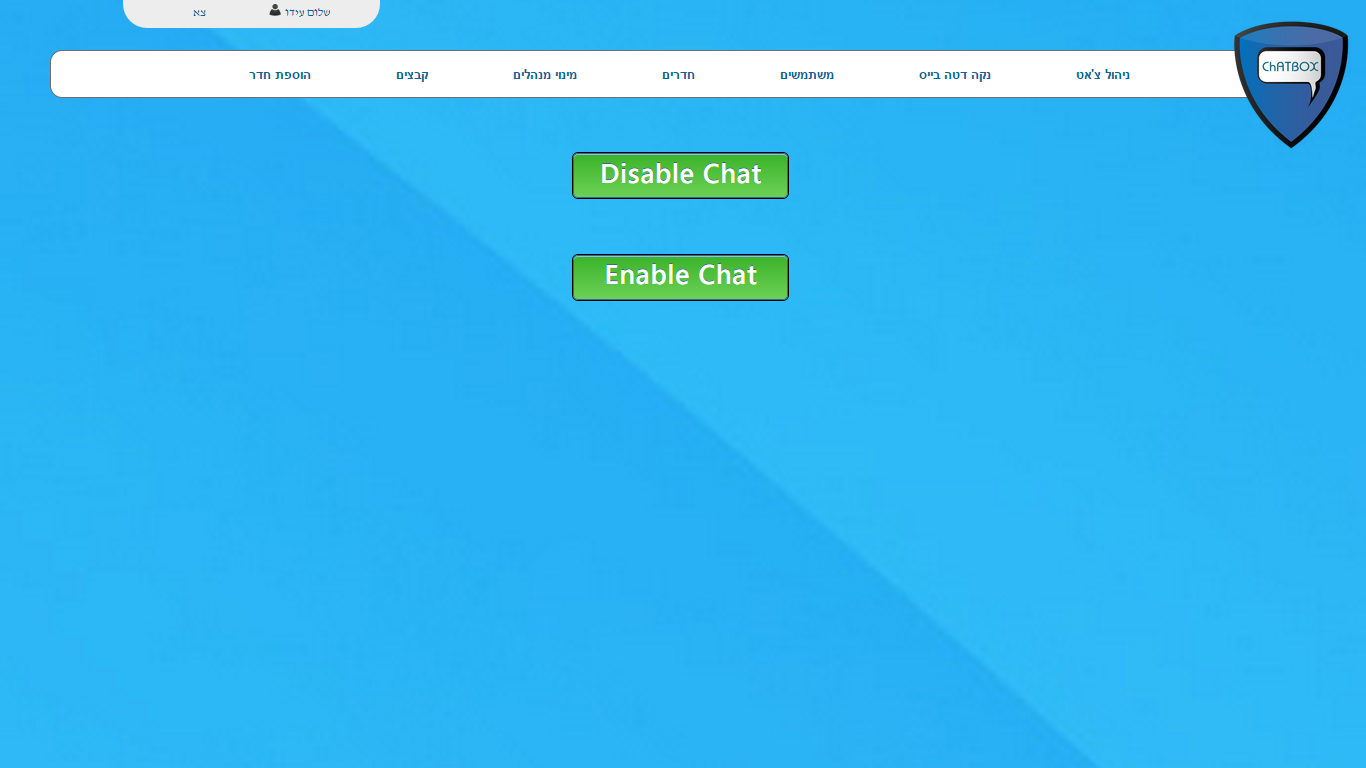 שלום עידו
צא
ChATBOX
ניהול צ'אט
נקה דטה בייס
משתמשים
חדרים
מינוי מנהלים
קבצים
הוספת חדר
Disable Chat
Enable Chat